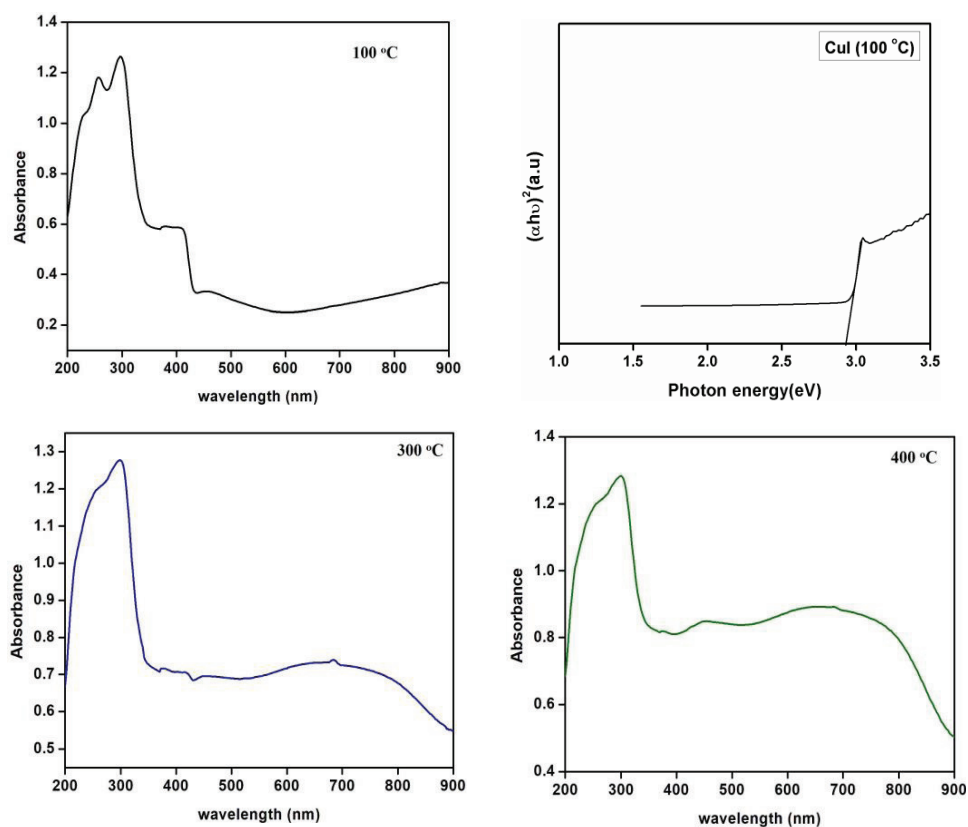 1.4
1.2
1.0
0.8
0.6
0.4
0.2
Absorbance
100 °C
200 300 400 500 600 700 800 900
wavelength (nm)
CuI (100 °C)
(αhυ)²(a.u)
1.0 1.5 2.0 2.5 3.0 3.5
Photon energy(eV)
1.3
1.2
1.1
1.0
0.9
0.8
0.7
0.6
0.5
Absorbance
300 °C
200 300 400 500 600 700 800 900
wavelength (nm)
1.4
1.2
1.0
0.8
0.6
0.4
Absorbance
400 °C
200 300 400 500 600 700 800 900
wavelength (nm)